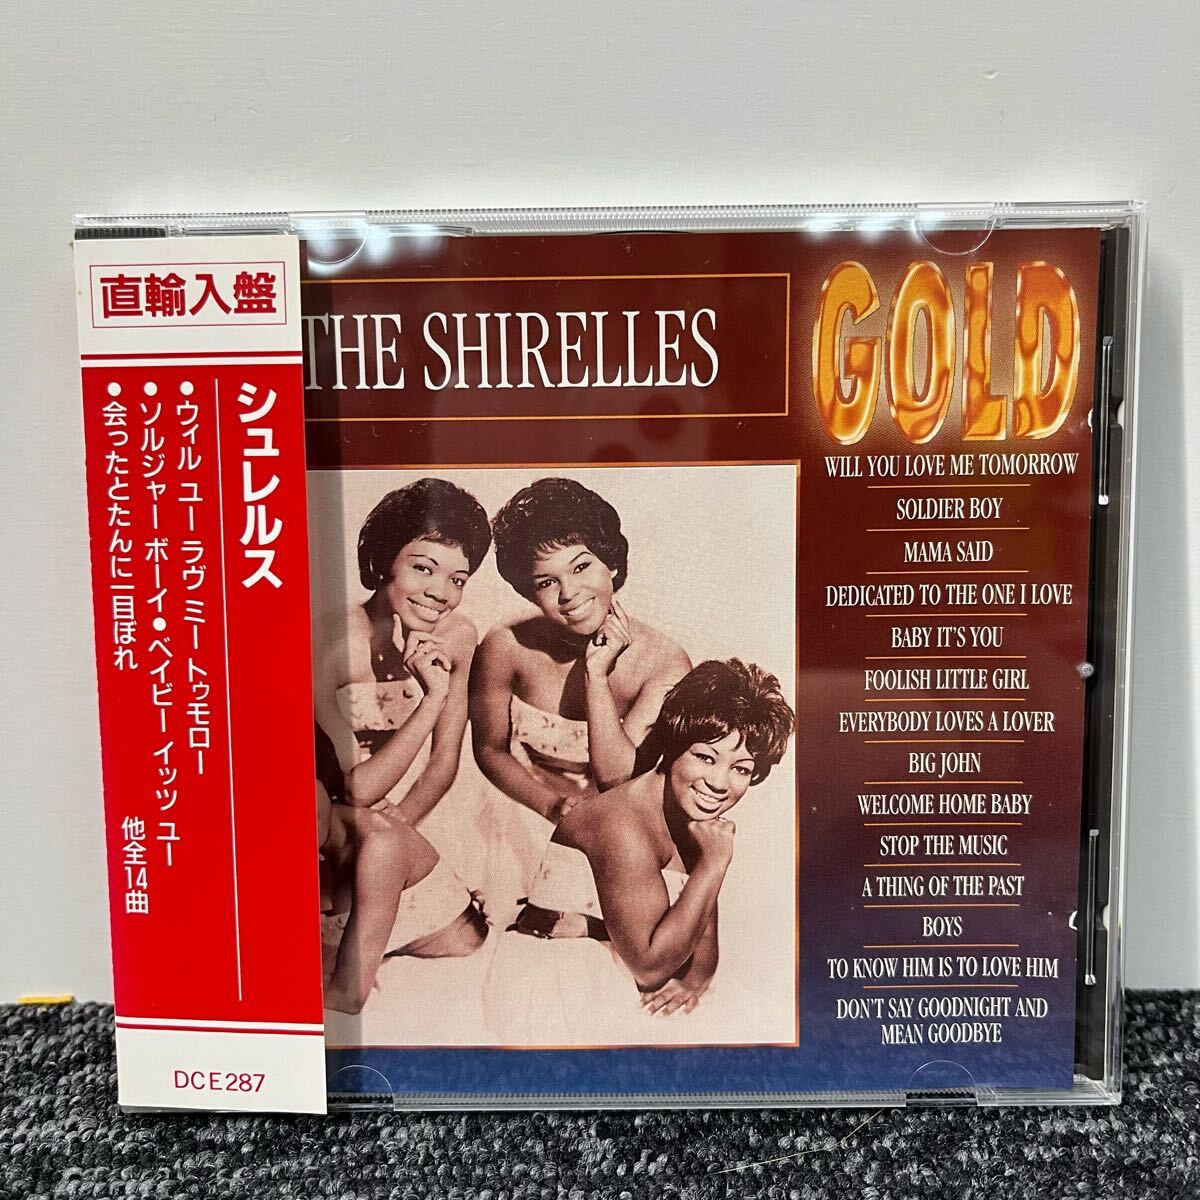 直輸入盤
シュレルス
●ウィル ユー ラヴ ミー トゥモロー
●ソルジャー ボーイ●ベイビー イッツ ユー
●会ったとたんに一目ぼれ
他全14曲
DCE287
THE SHIRELLES
GOLD
WILL YOU LOVE ME TOMORROW
SOLDIER BOY
MAMA SAID
DEDICATED TO THE ONE I LOVE
BABY IT'S YOU
FOOLISH LITTLE GIRL
EVERYBODY LOVES A LOVER
BIG JOHN
WELCOME HOME BABY
STOP THE MUSIC
A THING OF THE PAST
BOYS
TO KNOW HIM IS TO LOVE HIM
DON'T SAY GOODNIGHT AND
MEAN GOODBYE